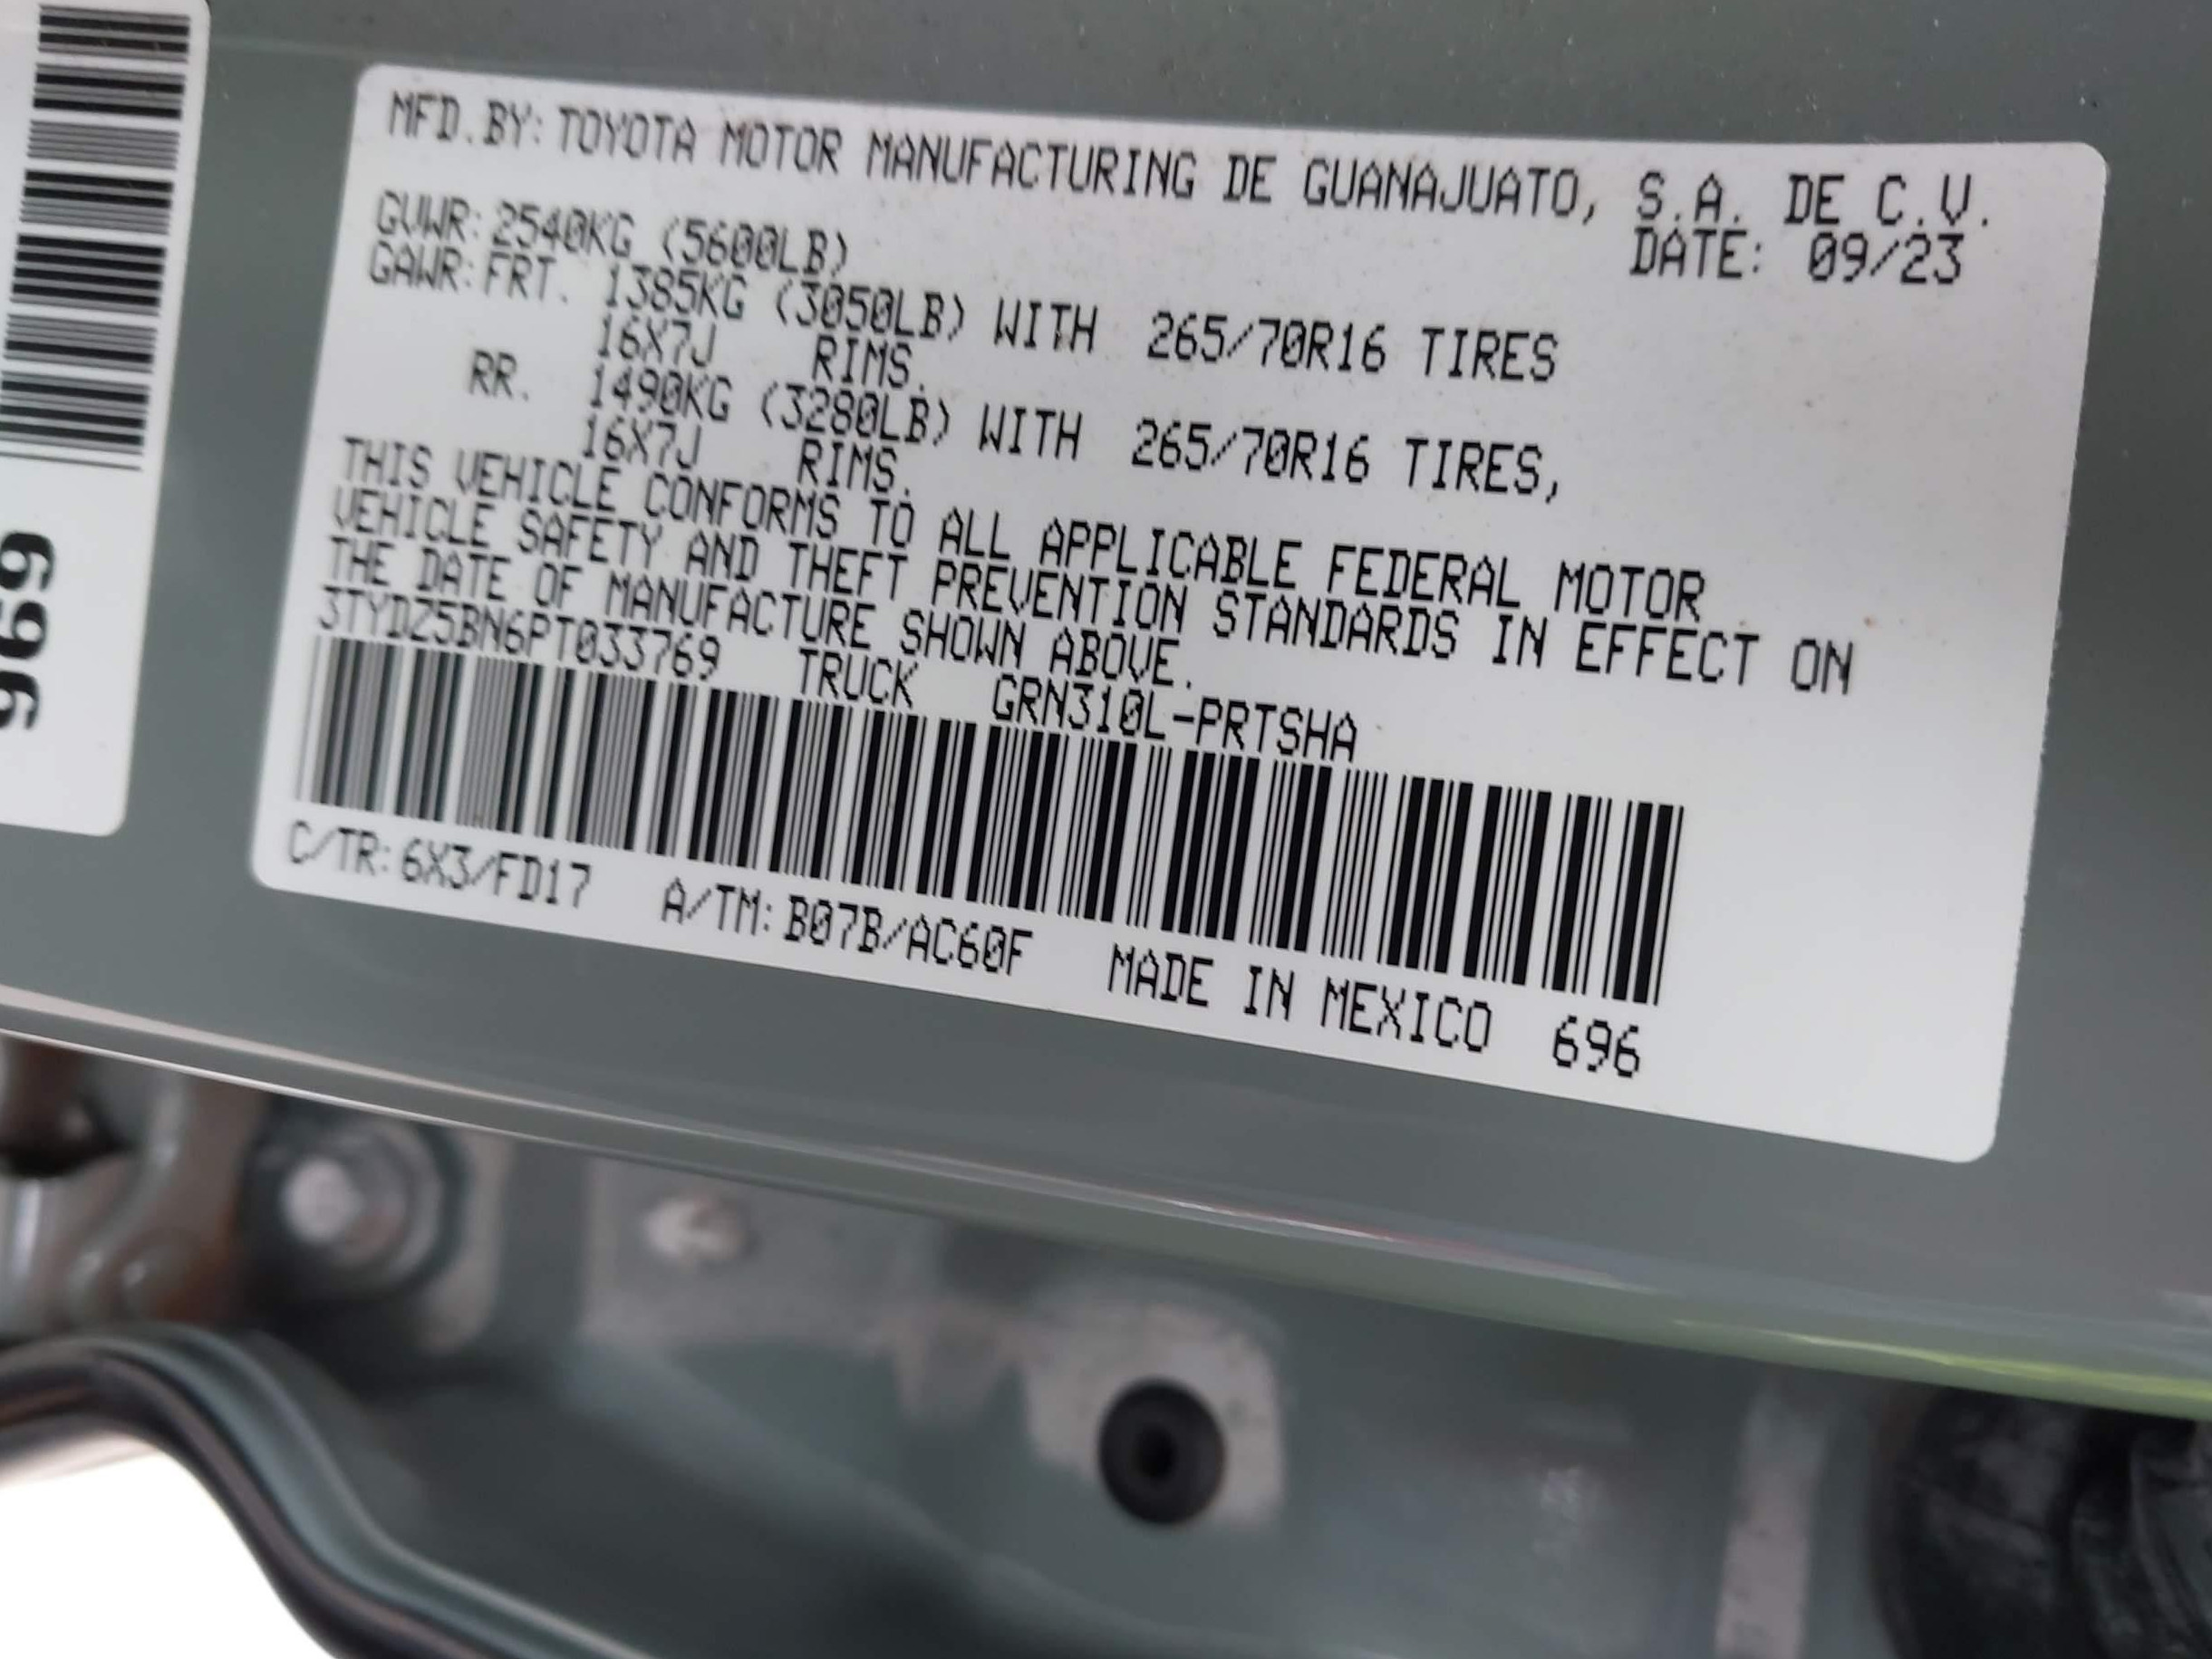 969
MFD.BY: TOYOTA MOTOR MANUFACTURING DE GUANAJUATO, S.A. DE C.V.
DATE: 09/23
GVWR: 2540KG (5600LB)
GAWR: FRT. 1385KG (3050LB) WITH 265/70R16 TIRES
16X7J RIMS.
RR. 1490KG (3280LB) WITH 265/70R16 TIRES,
16X7J RIMS.
THIS VEHICLE CONFORMS TO ALL APPLICABLE FEDERAL MOTOR
VEHICLE SAFETY AND THEFT PREVENTION STANDARDS IN EFFECT ON
THE DATE OF MANUFACTURE SHOWN ABOVE.
3TYDZ5BN6PT033769 TRUCK GRN310L-PRTSHA
C/TR: 6X3/FD17 A/TM: B07B/AC60F MADE IN MEXICO 696